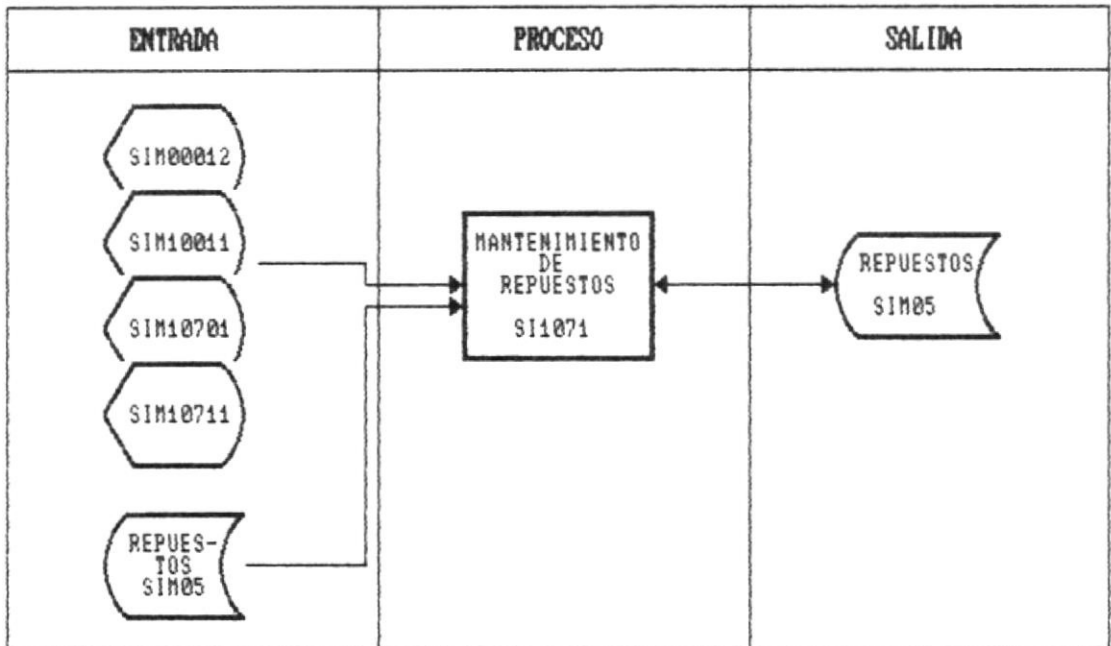 ENTRADA
PROCESO
SALIDA
SIM00012
SIM10011
SIM10701
SIM10711
REPUES-
TOS
SIM05
MANTENIMIENTO
DE
REPUESTOS
SI1071
REPUESTOS
SIM05